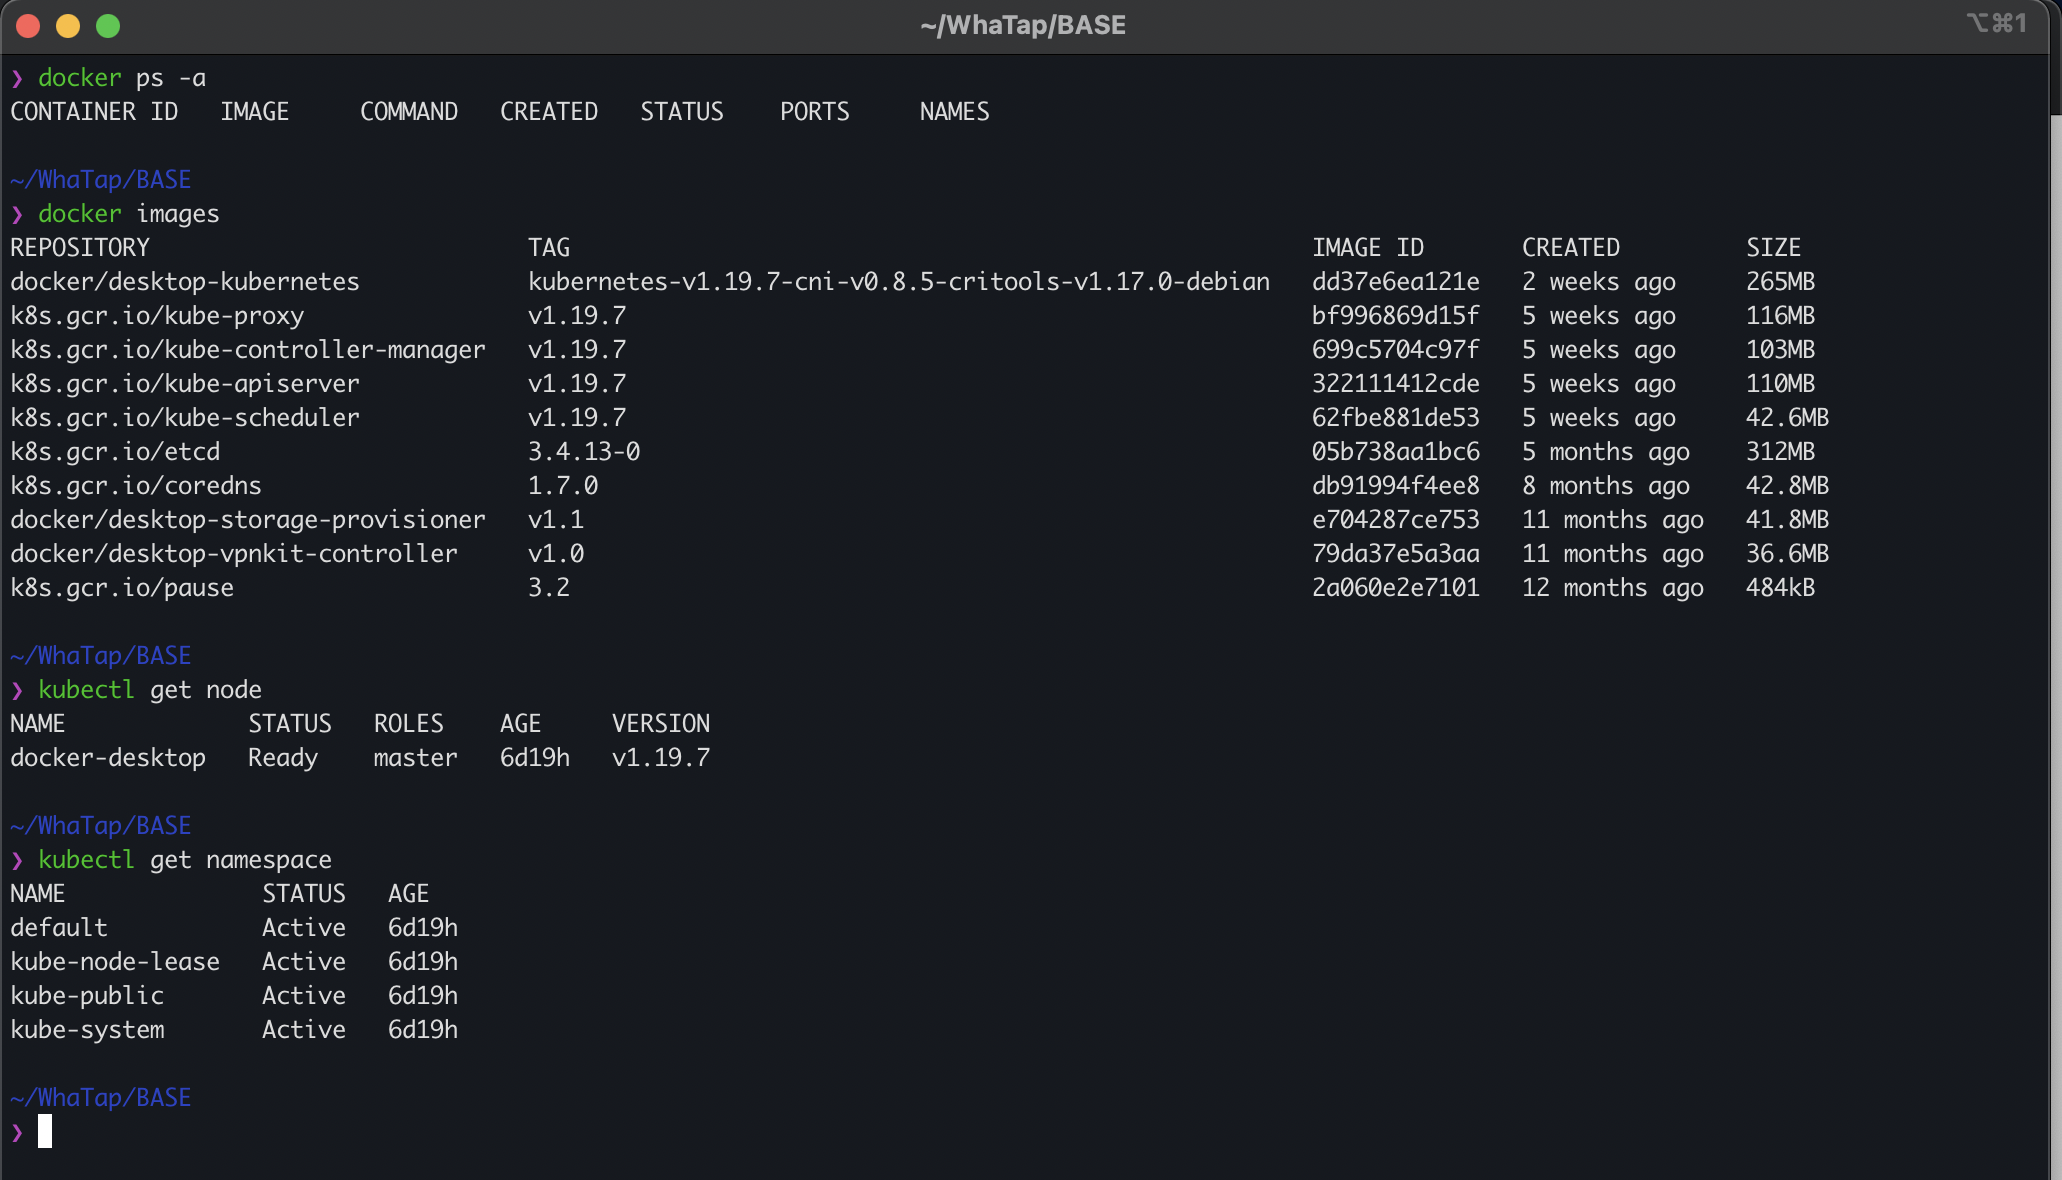 ~/WhaTap/BASE
⌥⌘1
❯ docker ps -a
CONTAINER ID   IMAGE     COMMAND   CREATED   STATUS    PORTS     NAMES
~/WhaTap/BASE
❯ docker images
REPOSITORY                           TAG                                                     IMAGE ID       CREATED         SIZE
docker/desktop-kubernetes            kubernetes-v1.19.7-cni-v0.8.5-critools-v1.17.0-debian   dd37e6ea121e   2 weeks ago     265MB
k8s.gcr.io/kube-proxy                v1.19.7                                                 bf996869d15f   5 weeks ago     116MB
k8s.gcr.io/kube-controller-manager   v1.19.7                                                 699c5704c97f   5 weeks ago     103MB
k8s.gcr.io/kube-apiserver            v1.19.7                                                 322111412cde   5 weeks ago     110MB
k8s.gcr.io/kube-scheduler            v1.19.7                                                 62fbe881de53   5 weeks ago     42.6MB
k8s.gcr.io/etcd                      3.4.13-0                                                05b738aa1bc6   5 months ago    312MB
k8s.gcr.io/coredns                   1.7.0                                                   db91994f4ee8   8 months ago    42.8MB
docker/desktop-storage-provisioner   v1.1                                                    e704287ce753   11 months ago   41.8MB
docker/desktop-vpnkit-controller     v1.0                                                    79da37e5a3aa   11 months ago   36.6MB
k8s.gcr.io/pause                     3.2                                                     2a060e2e7101   12 months ago   484kB
~/WhaTap/BASE
❯ kubectl get node
NAME             STATUS   ROLES    AGE     VERSION
docker-desktop   Ready    master   6d19h   v1.19.7
~/WhaTap/BASE
❯ kubectl get namespace
NAME              STATUS   AGE
default           Active   6d19h
kube-node-lease   Active   6d19h
kube-public       Active   6d19h
kube-system       Active   6d19h
~/WhaTap/BASE
❯